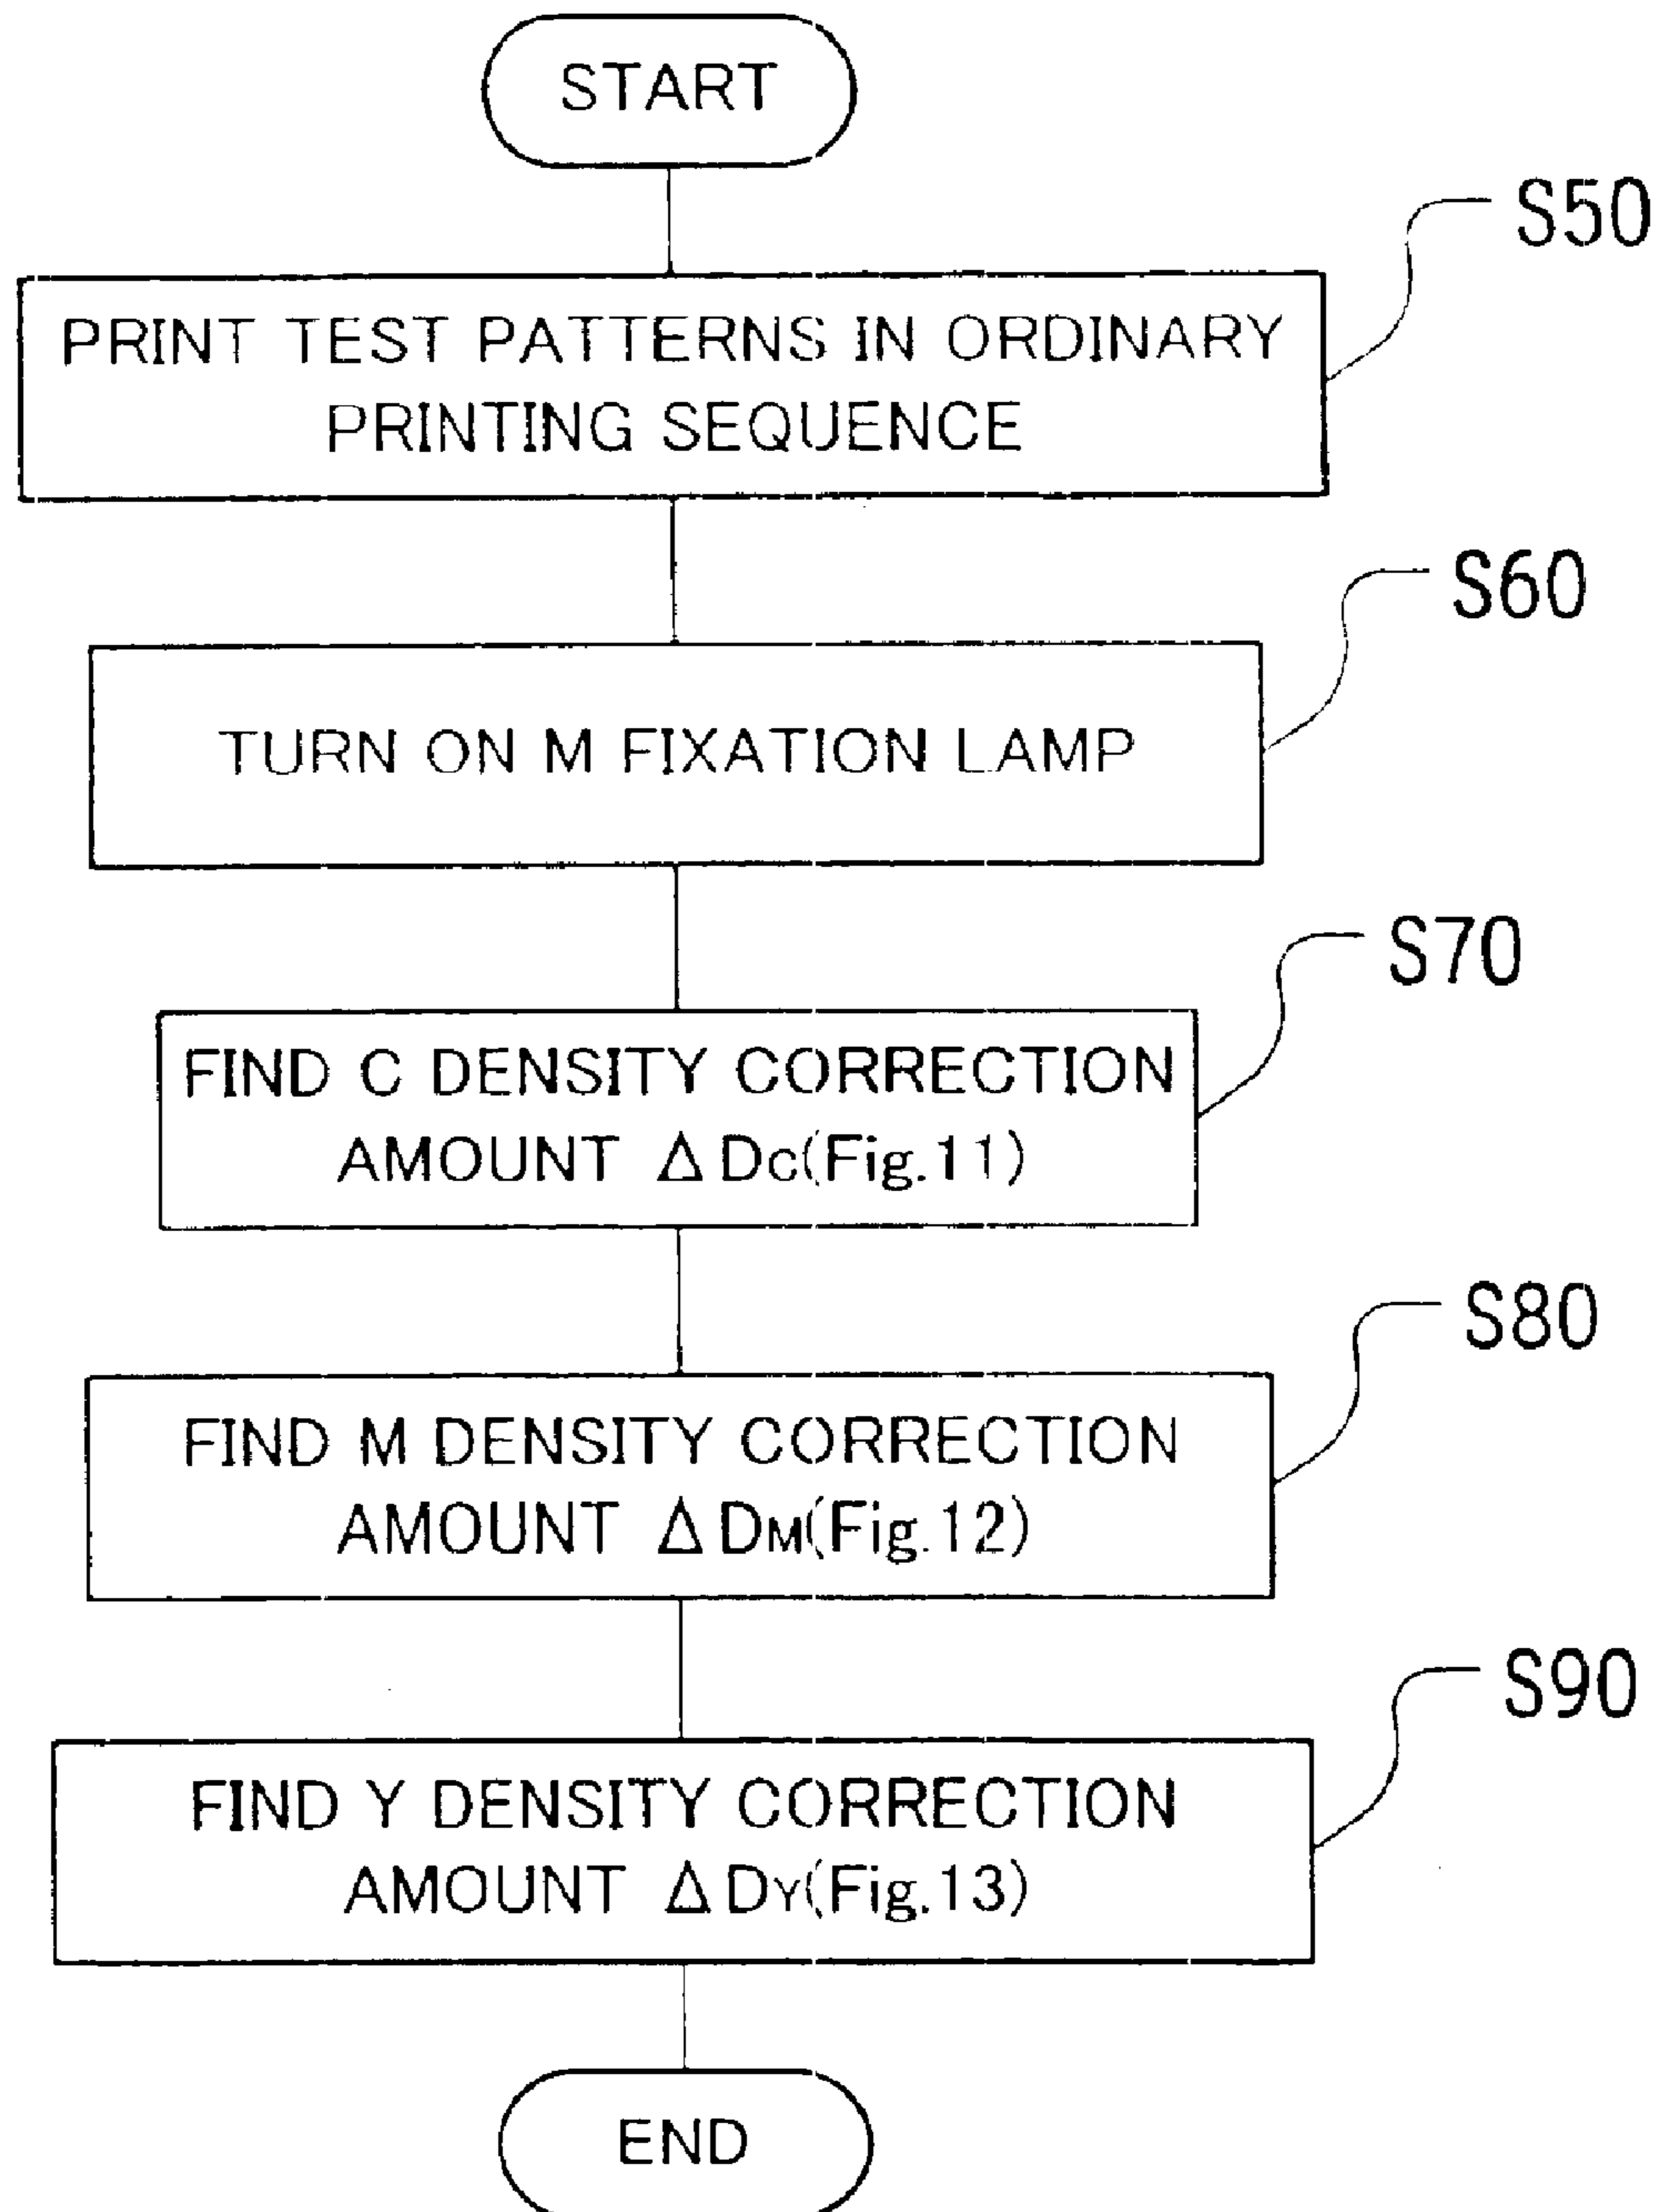 START
S50
PRINT TEST PATTERNS IN ORDINARY
PRINTING SEQUENCE
S60
TURN ON M FIXATION LAMP
S70
FIND C DENSITY CORRECTION
AMOUNT ΔDC(Fig.11)
S80
FIND M DENSITY CORRECTION
AMOUNT ΔDM(Fig.12)
S90
FIND Y DENSITY CORRECTION
AMOUNT ΔDY(Fig.13)
END